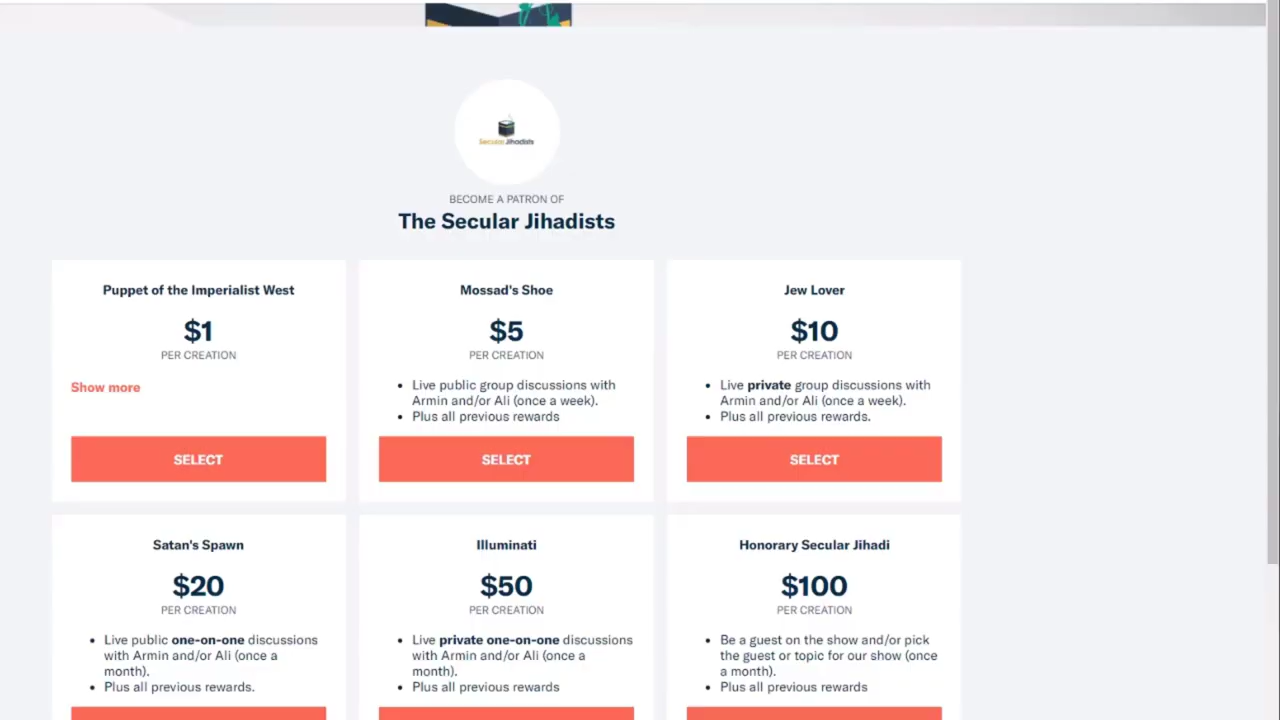 Secular Jihadists
BECOME A PATRON OF
The Secular Jihadists
Puppet of the Imperialist West
$1
PER CREATION
Show more
SELECT
Mossad's Shoe
$5
PER CREATION
• Live public group discussions with
Armin and/or Ali (once a week).
• Plus all previous rewards
SELECT
Jew Lover
$10
PER CREATION
• Live private group discussions with
Armin and/or Ali (once a week).
• Plus all previous rewards.
SELECT
Satan's Spawn
$20
PER CREATION
• Live public one-on-one discussions
with Armin and/or Ali (once a
month).
• Plus all previous rewards.
Illuminati
$50
PER CREATION
• Live private one-on-one discussions
with Armin and/or Ali (once a
month).
• Plus all previous rewards
Honorary Secular Jihadi
$100
PER CREATION
• Be a guest on the show and/or pick
the guest or topic for our show (once
a month).
• Plus all previous rewards